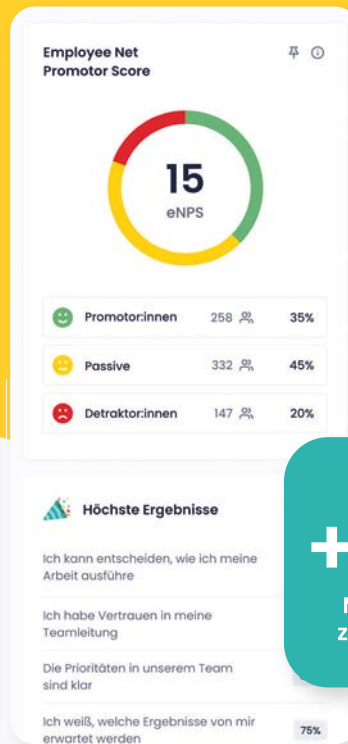 Employee Net
Promotor Score
15
eNPS
Promotor:innen 258 35%
Passive 332 45%
Detraktor:innen 147 20%
Höchste Ergebnisse
Ich kann entscheiden, wie ich meine
Arbeit ausführe
+
Ich habe Vertrauen in meine
Teamleitung
Die Prioritäten in unserem Team
sind klar
Ich weiß, welche Ergebnisse von mir
erwartet werden
75%